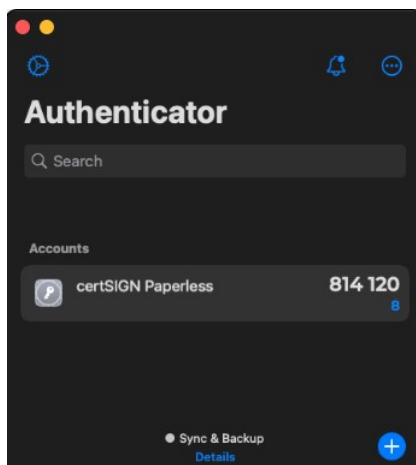 Authenticator
Search
Accounts
certSIGN Paperless 814 120
8
Sync & Backup
Details